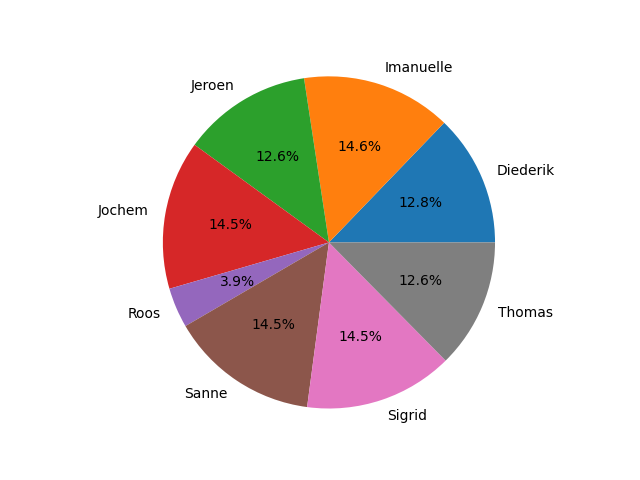 Imanuelle
Jeroen
14.6%
12.6%
Diederik
12.8%
Jochem
14.5%
Roos
3.9%
12.6%
Thomas
14.5%
14.5%
Sanne
Sigrid